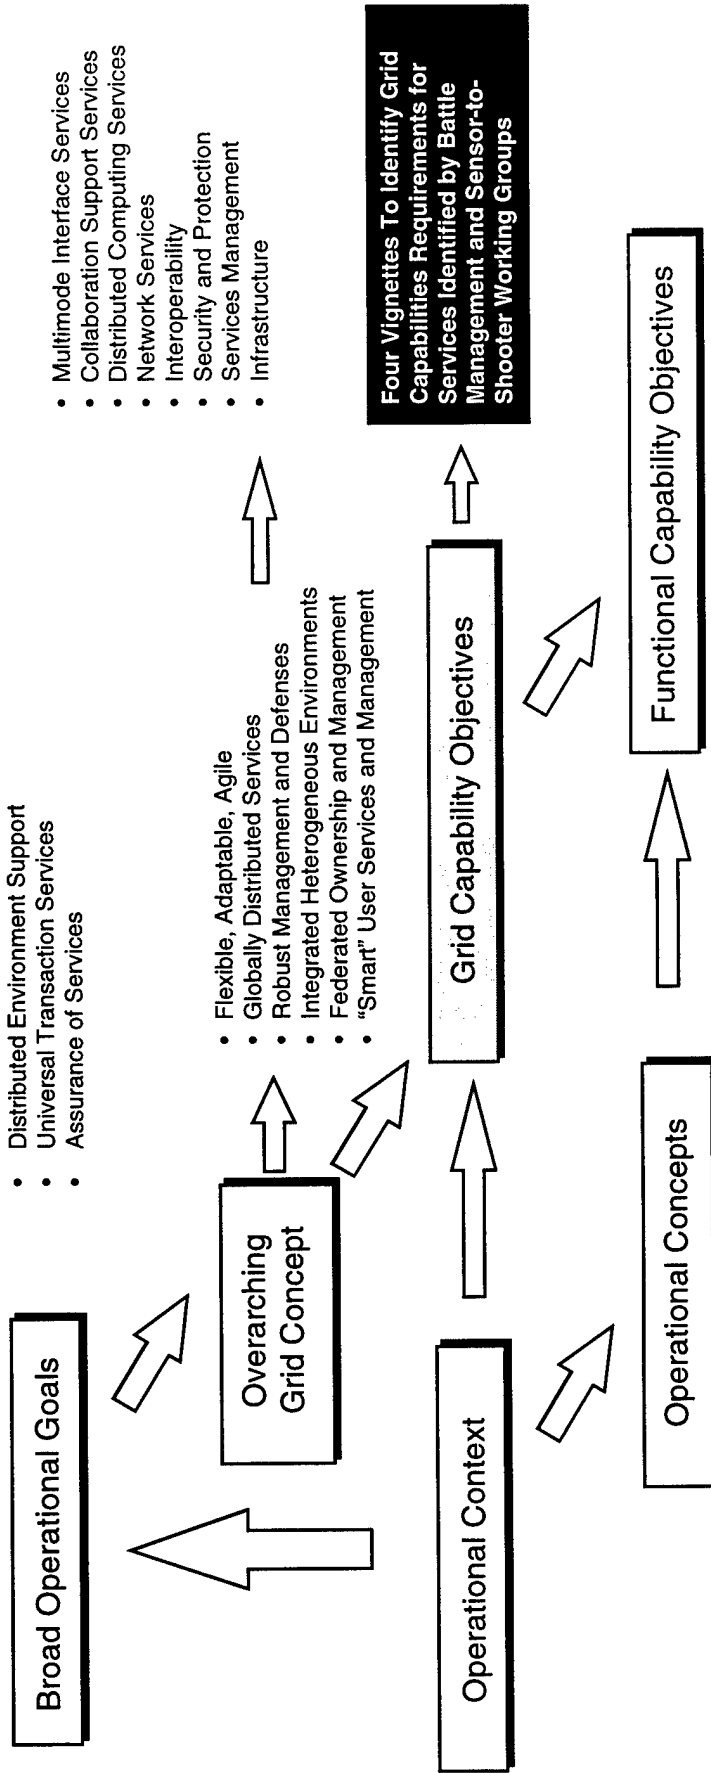 Broad Operational Goals
• Distributed Environment Support
• Universal Transaction Services
• Assurance of Services
Overarching
Grid Concept
• Flexible, Adaptable, Agile
• Globally Distributed Services
• Robust Management and Defenses
• Integrated Heterogeneous Environments
• Federated Ownership and Management
• “Smart” User Services and Management
• Multimode Interface Services
• Collaboration Support Services
• Distributed Computing Services
• Network Services
• Interoperability
• Security and Protection
• Services Management
• Infrastructure
Operational Context
Grid Capability Objectives
Four Vignettes To Identify Grid
Capabilities Requirements for
Services Identified by Battle
Management and Sensor-to-
Shooter Working Groups
Operational Concepts
Functional Capability Objectives